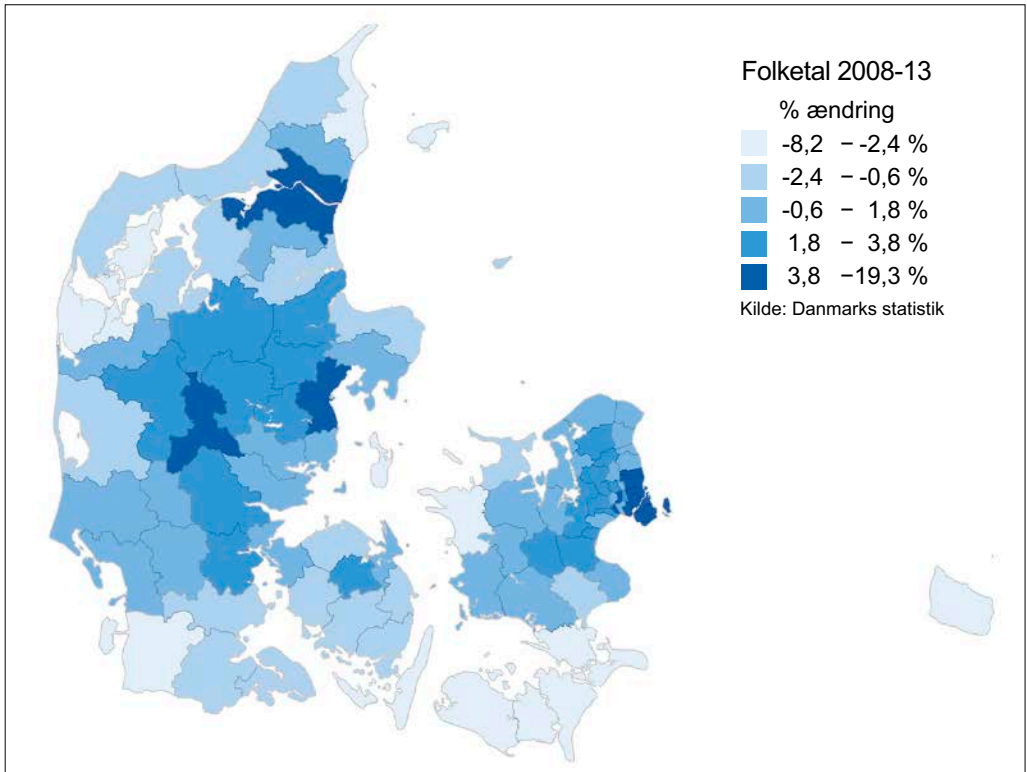 Folketal 2008-13
% ændring
-8,2 − -2,4 %
-2,4 − -0,6 %
-0,6 − 1,8 %
1,8 − 3,8 %
3,8 −19,3 %
Kilde: Danmarks statistik